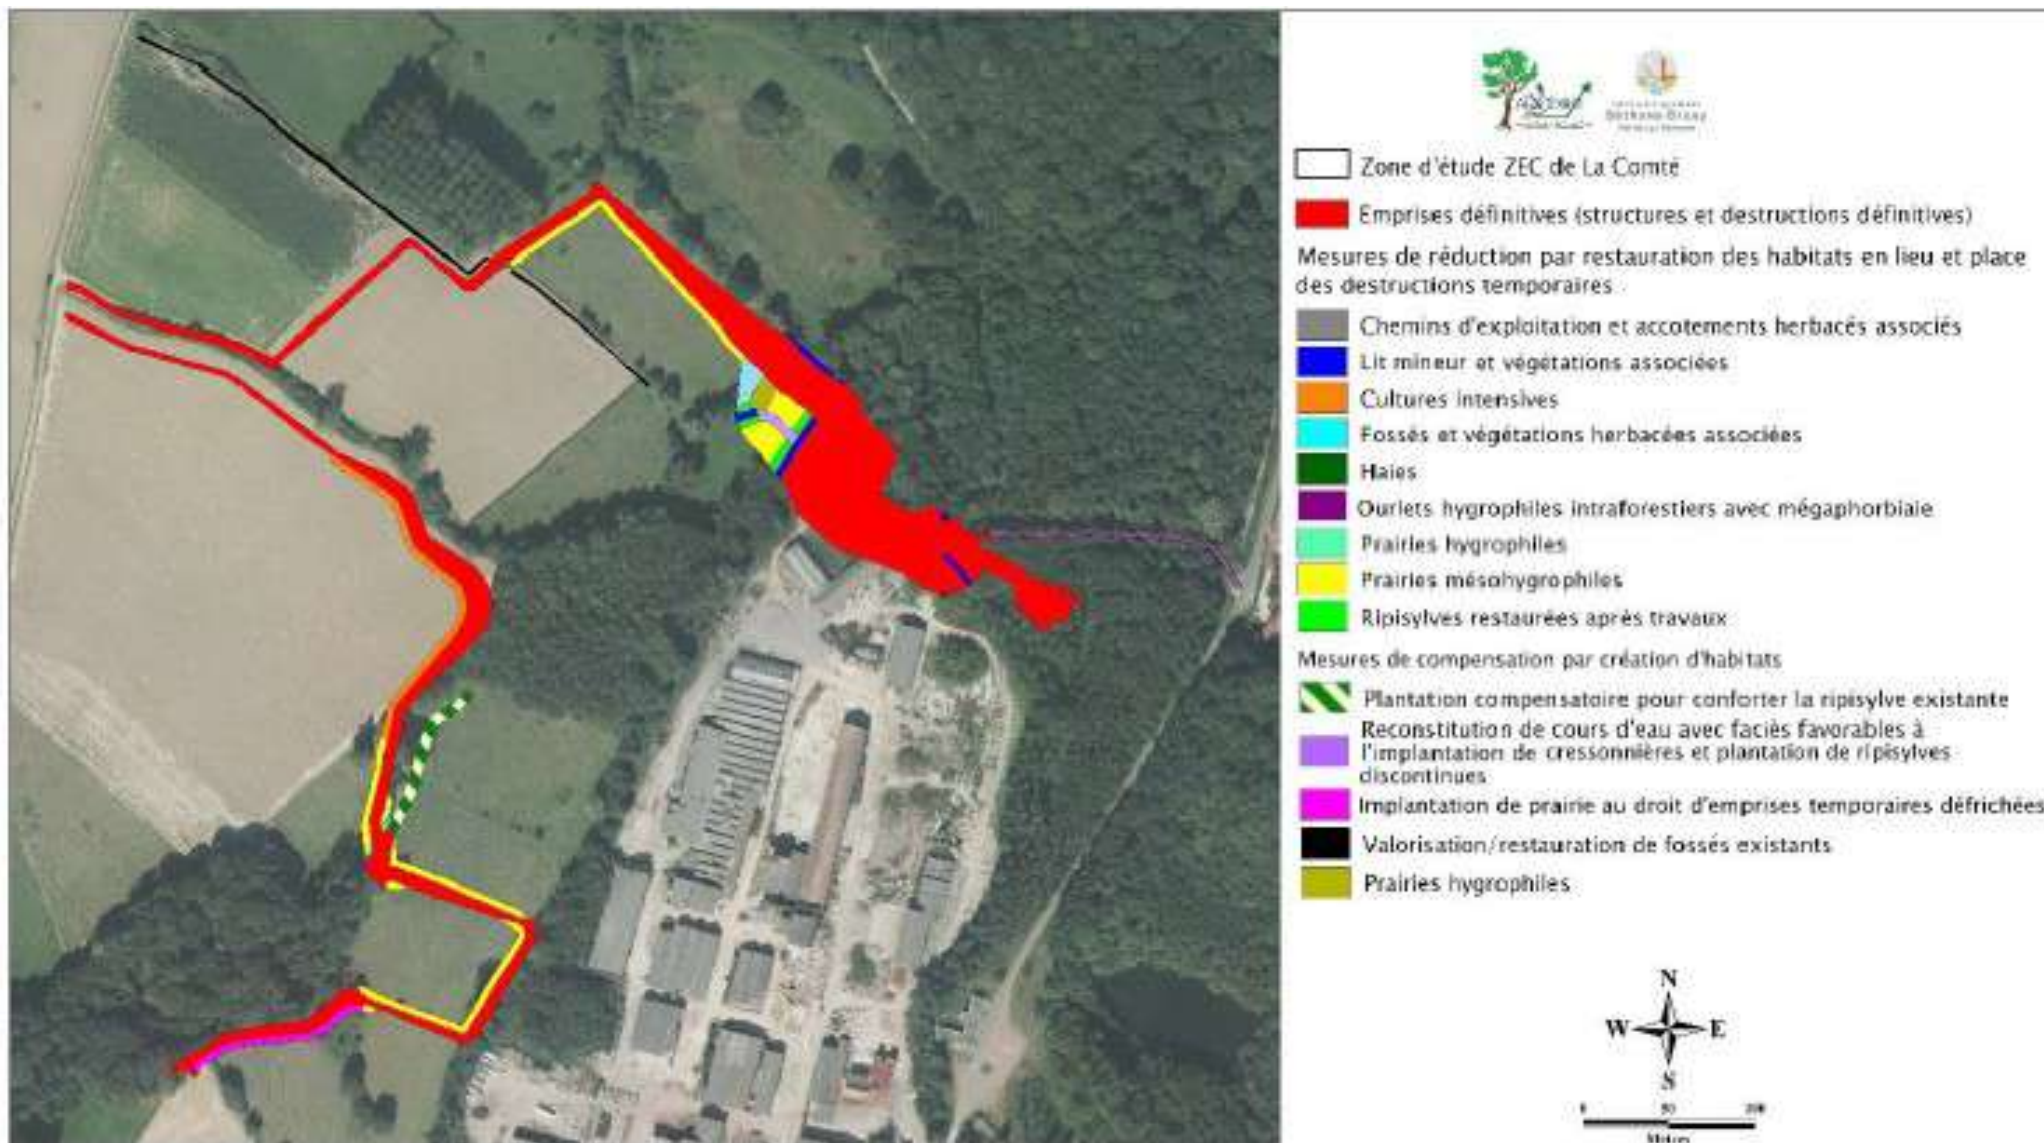 Béthune-Bruay
Zone d'étude ZEC de La Comté
Emprises définitives (structures et destructions définitives)
Mesures de réduction par restauration des habitats en lieu et place
des destructions temporaires
Chemins d'exploitation et accotements herbacés associés
Lit mineur et végétations associées
Cultures intensives
Fossés et végétations herbacées associées
Haies
Ourlets hygrophiles intraforestiers avec mégaphorbiaie
Prairies hygrophiles
Prairies mésohygrophiles
Ripisylves restaurées après travaux
Mesures de compensation par création d'habitats
Plantation compensatoire pour conforter la ripisylve existante
Reconstitution de cours d'eau avec faciès favorables à
l'implantation de cressonnières et plantation de ripisylves
discontinues
Implantation de prairie au droit d'emprises temporaires défrichées
Valorisation/restauration de fossés existants
Prairies hygrophiles
N
W E
S
0 50